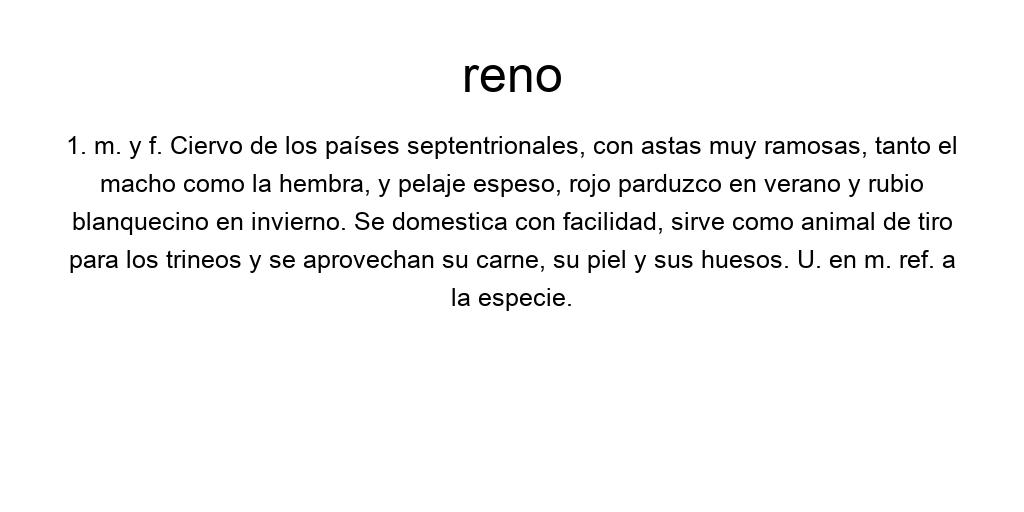 reno
1. m. y f. Ciervo de los países septentrionales, con astas muy ramosas, tanto el
macho como la hembra, y pelaje espeso, rojo parduzco en verano y rubio
blanquecino en invierno. Se domestica con facilidad, sirve como animal de tiro
para los trineos y se aprovechan su carne, su piel y sus huesos. U. en m. ref. a
la especie.